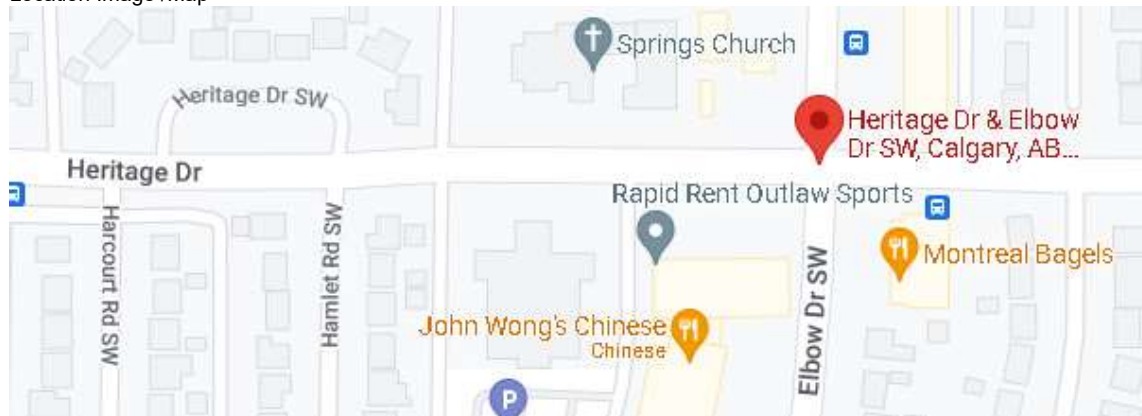 Location Image /Map
Springs Church
Heritage Dr SW
Heritage Dr & Elbow
Dr SW, Calgary, AB...
Heritage Dr
Rapid Rent Outlaw Sports
Harcourt Rd SW
Hamlet Rd SW
Elbow Dr SW
Montreal Bagels
John Wong's Chinese
Chinese
P